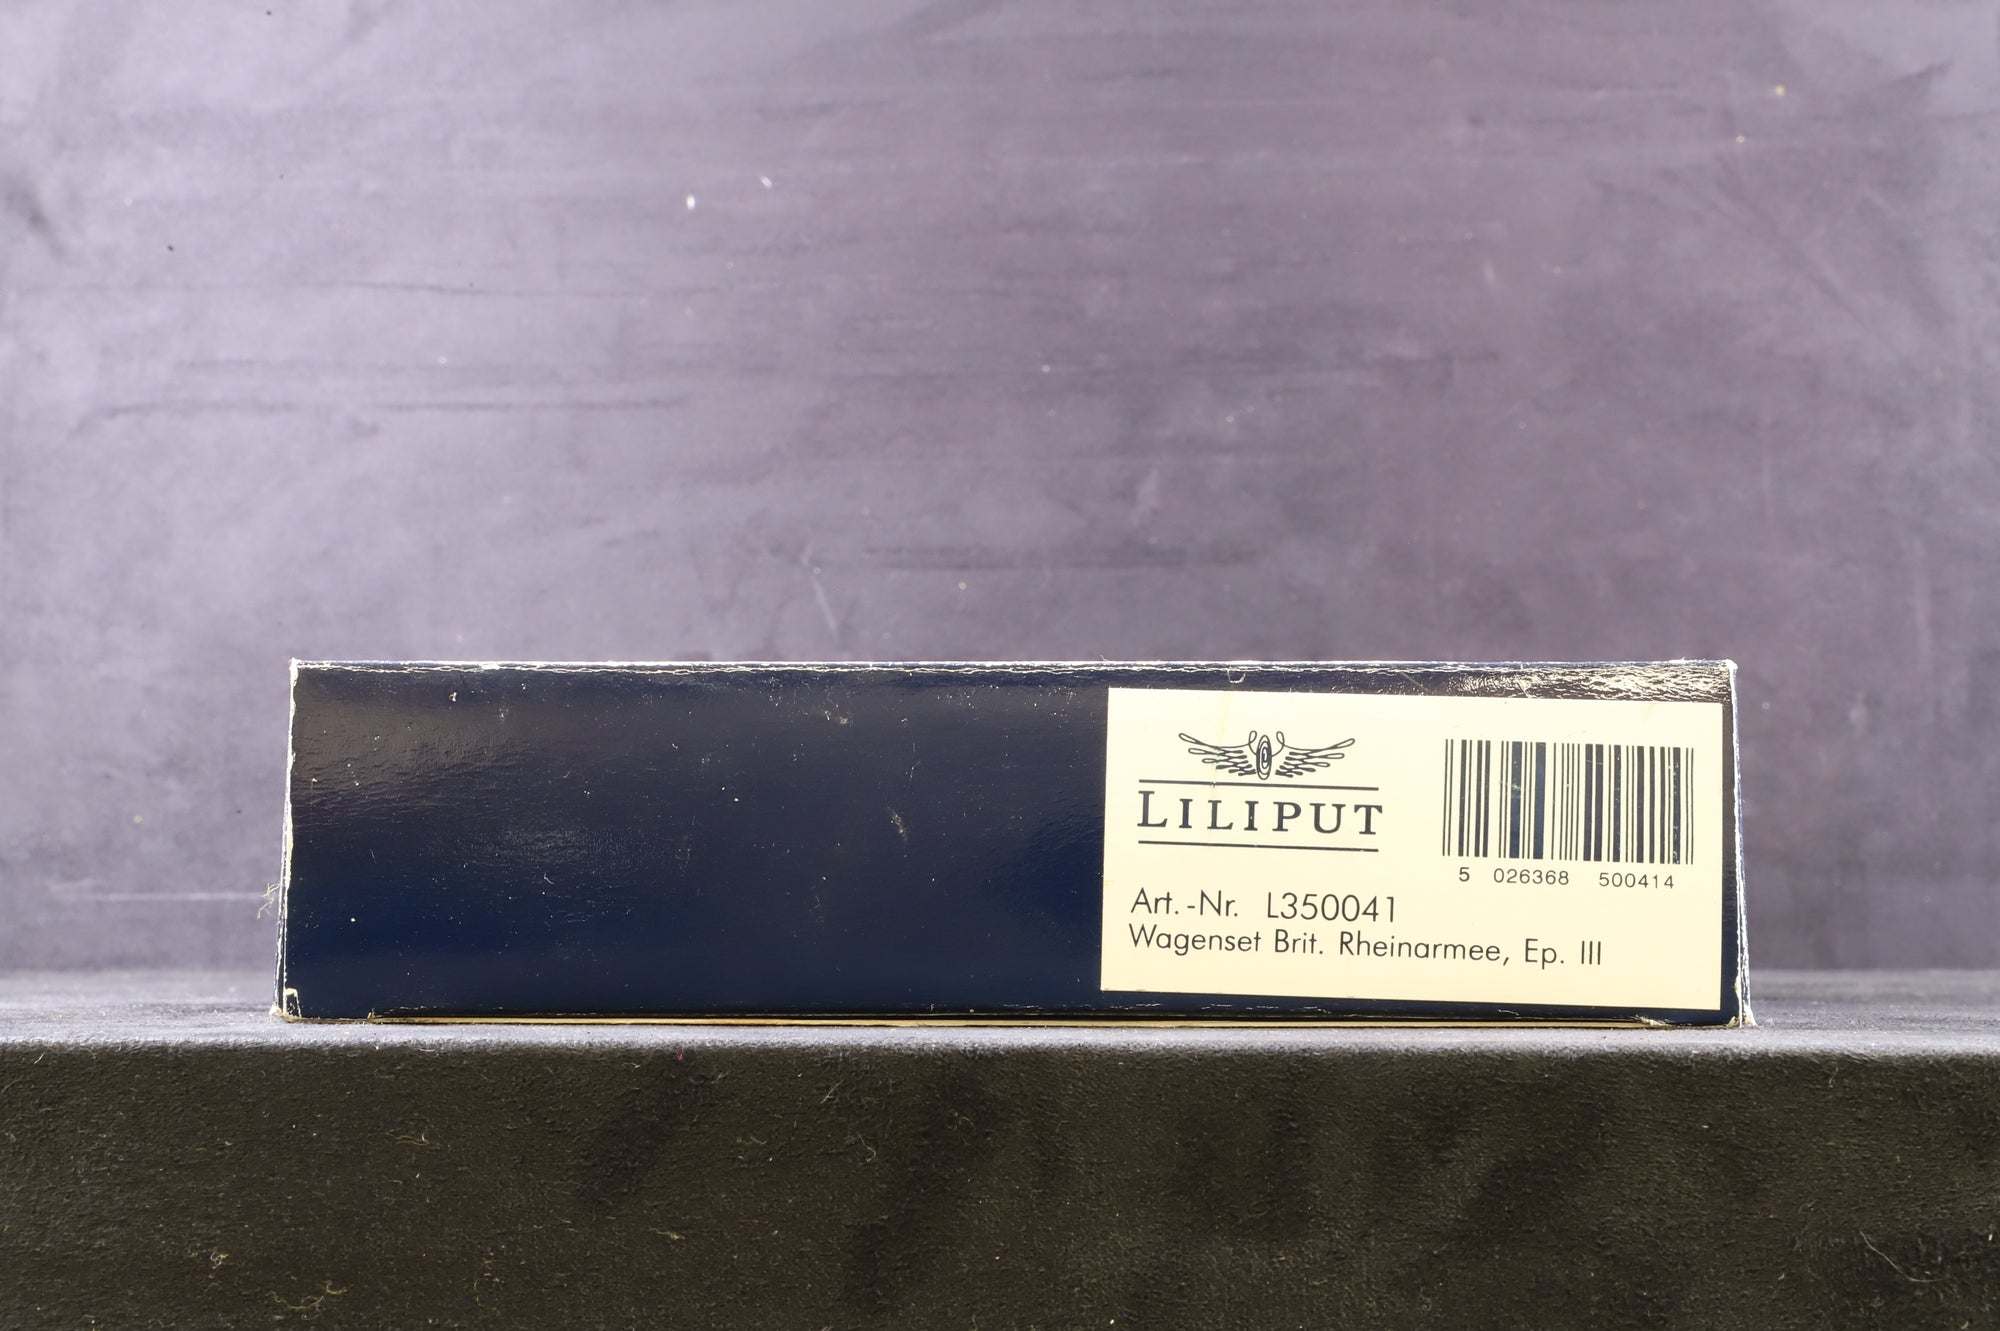 LILIPUT
5 026368 500414
Art.-Nr. L350041
Wagenset Brit. Rheinarmee, Ep. III